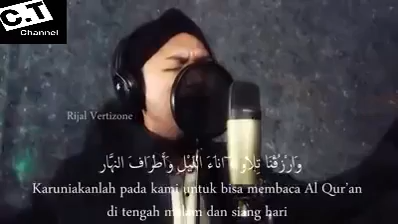 C.T
Channel
Rijal Vertizone
وَارْزُقْنَا تِلَاوَتَهُ آنَاءَ اللَّيْلِ وَأَطْرَافَ النَّهَارِ
Karuniakanlah pada kami untuk bisa membaca Al Qur'an
di tengah malam dan siang hari